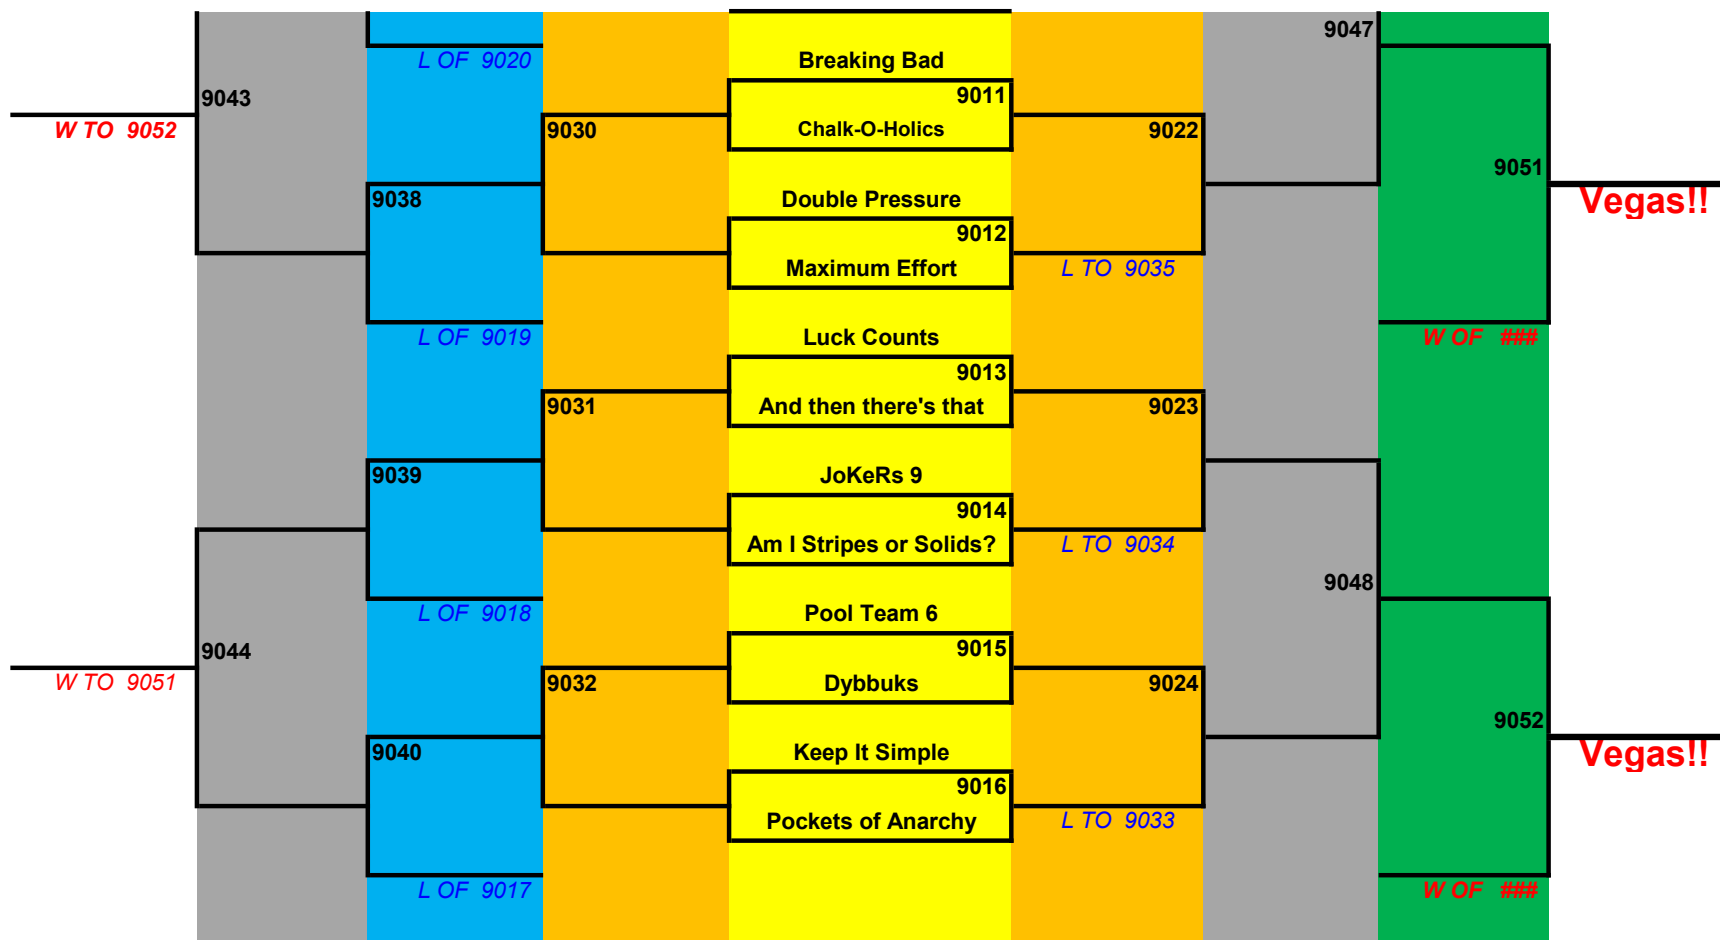 9047
L OF 9020
Breaking Bad
9043
9011
W TO 9052
9030
Chalk-O-Holics
9022
9051
9038
Double Pressure
Vegas!!
9012
Maximum Effort
L TO 9035
L OF 9019
Luck Counts
W OF ###
9013
9031
And then there's that
9023
9039
JoKeRs 9
9014
Am I Stripes or Solids?
L TO 9034
9048
L OF 9018
Pool Team 6
9044
9015
W TO 9051
9032
Dybbuks
9024
9052
9040
Keep It Simple
Vegas!!
9016
Pockets of Anarchy
L TO 9033
L OF 9017
W OF ###